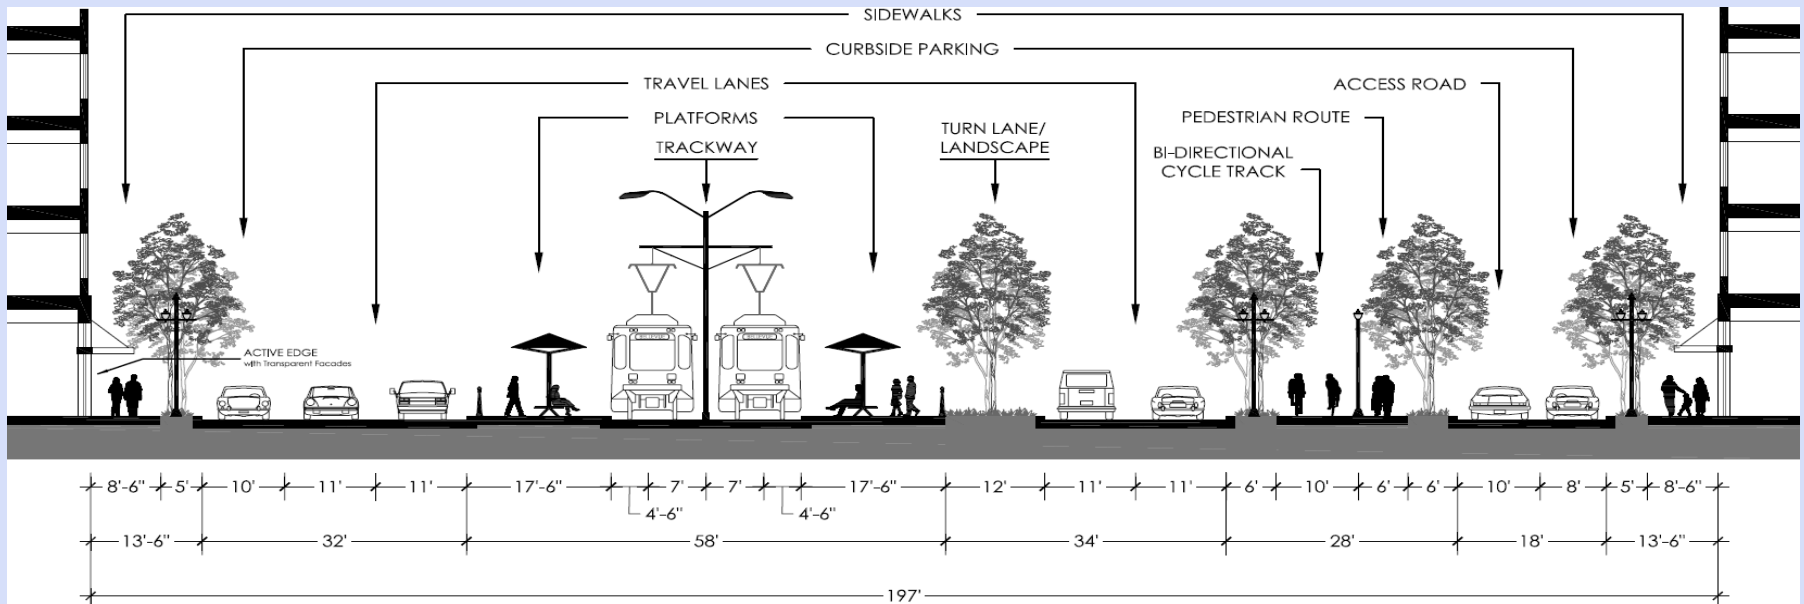 SIDEWALKS
CURBSIDE PARKING
TRAVEL LANES
ACCESS ROAD
PLATFORMS
PEDESTRIAN ROUTE
TURN LANE/
LANDSCAPE
TRACKWAY
BI-DIRECTIONAL
CYCLE TRACK
ACTIVE EDGE
with Transparent Facades
8'-6" 5' 10' 11' 11' 17'-6" 7' 7' 17'-6" 12' 11' 11' 6' 10' 6' 6' 10' 8' 5' 8'-6"
4'-6" 4'-6"
13'-6" 32' 58' 34' 28' 18' 13'-6"
197'